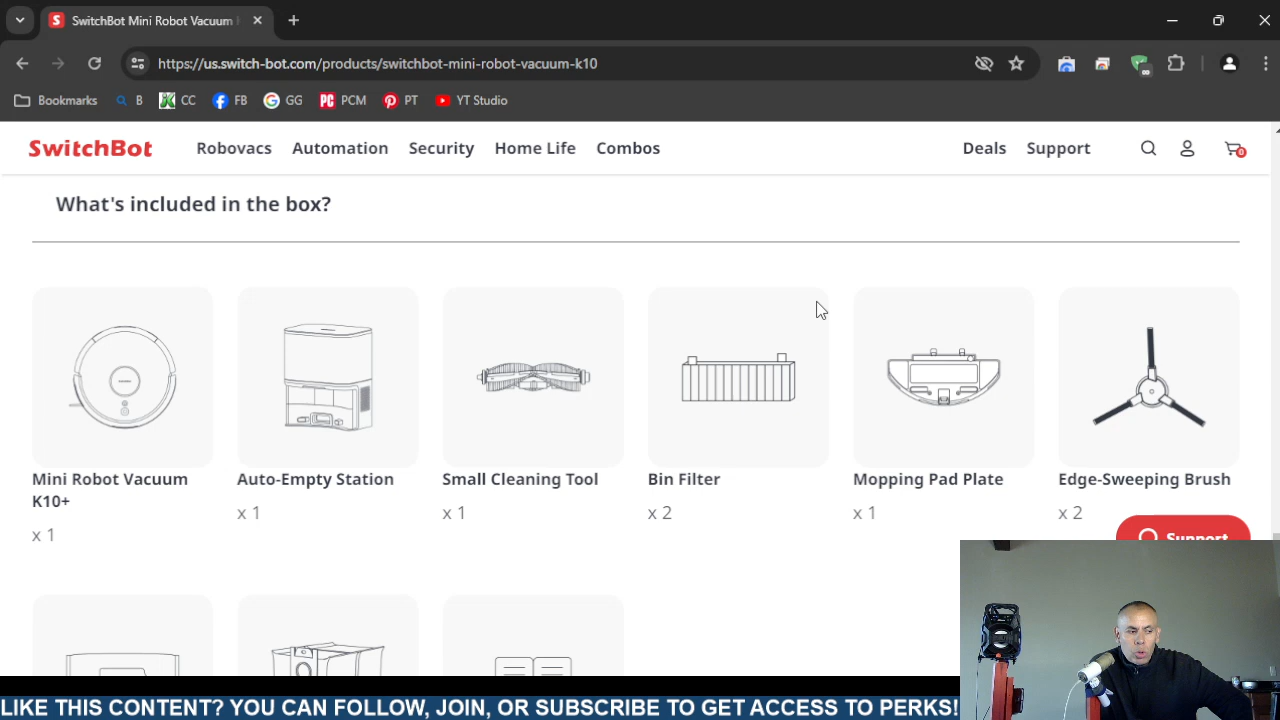 SwitchBot Mini Robot Vacuum
https://us.switch-bot.com/products/switchbot-mini-robot-vacuum-k10
Bookmarks B CC FB GG PCM PT YT Studio
SwitchBot Robovacs Automation Security Home Life Combos Deals Support 0
What's included in the box?
Mini Robot Vacuum K10+
x 1
Auto-Empty Station
x 1
Small Cleaning Tool
x 1
Bin Filter
x 2
Mopping Pad Plate
x 1
Edge-Sweeping Brush
x 2
Support
LIKE THIS CONTENT? YOU CAN FOLLOW, JOIN, OR SUBSCRIBE TO GET ACCESS TO PERKS!